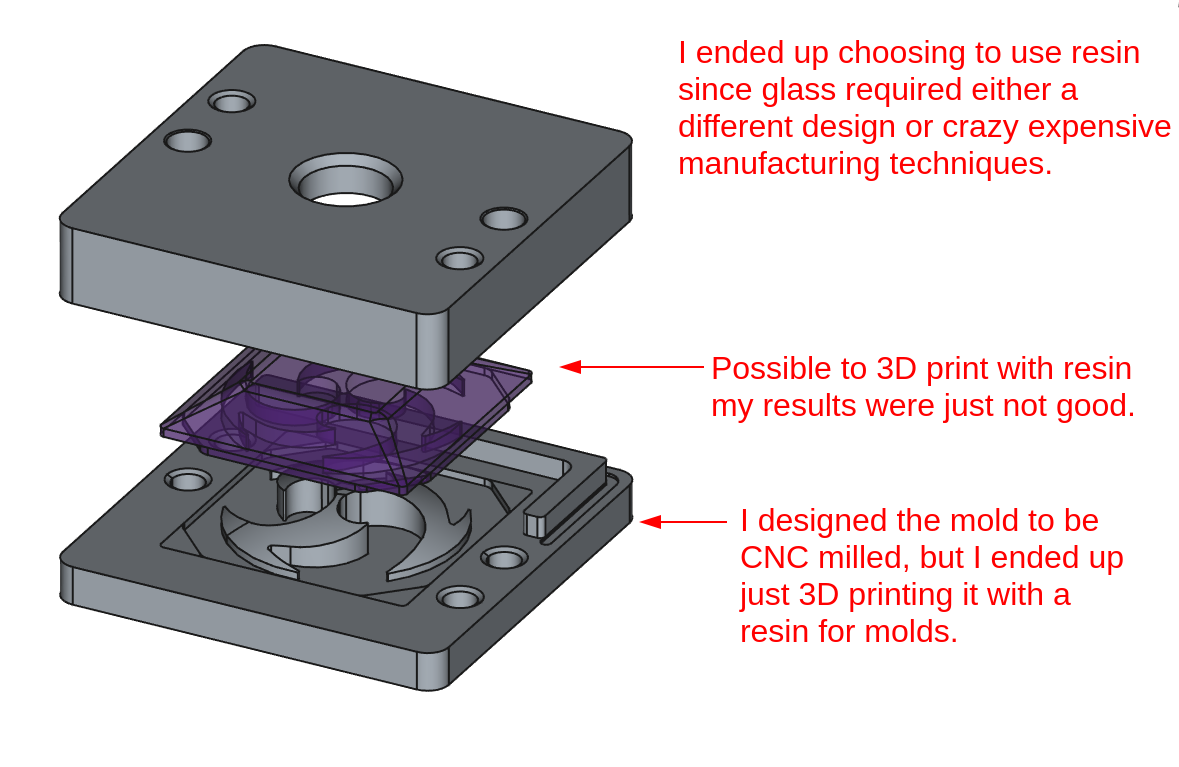 I ended up choosing to use resin
since glass required either a
different design or crazy expensive
manufacturing techniques.
Possible to 3D print with resin
my results were just not good.
I designed the mold to be
CNC milled, but I ended up
just 3D printing it with a
resin for molds.